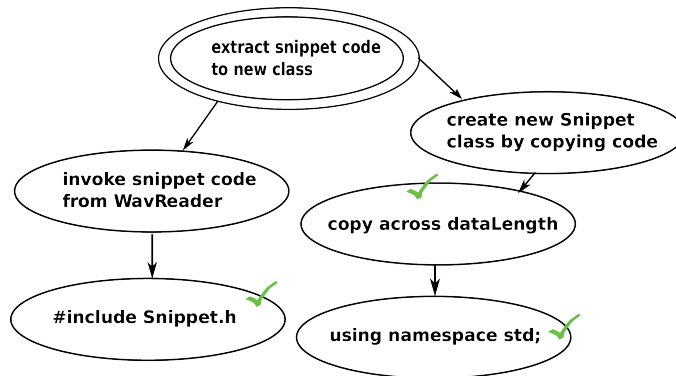 extract snippet code
to new class
create new Snippet
class by copying code
invoke snippet code
from WavReader
copy across dataLength
#include Snippet.h
using namespace std;